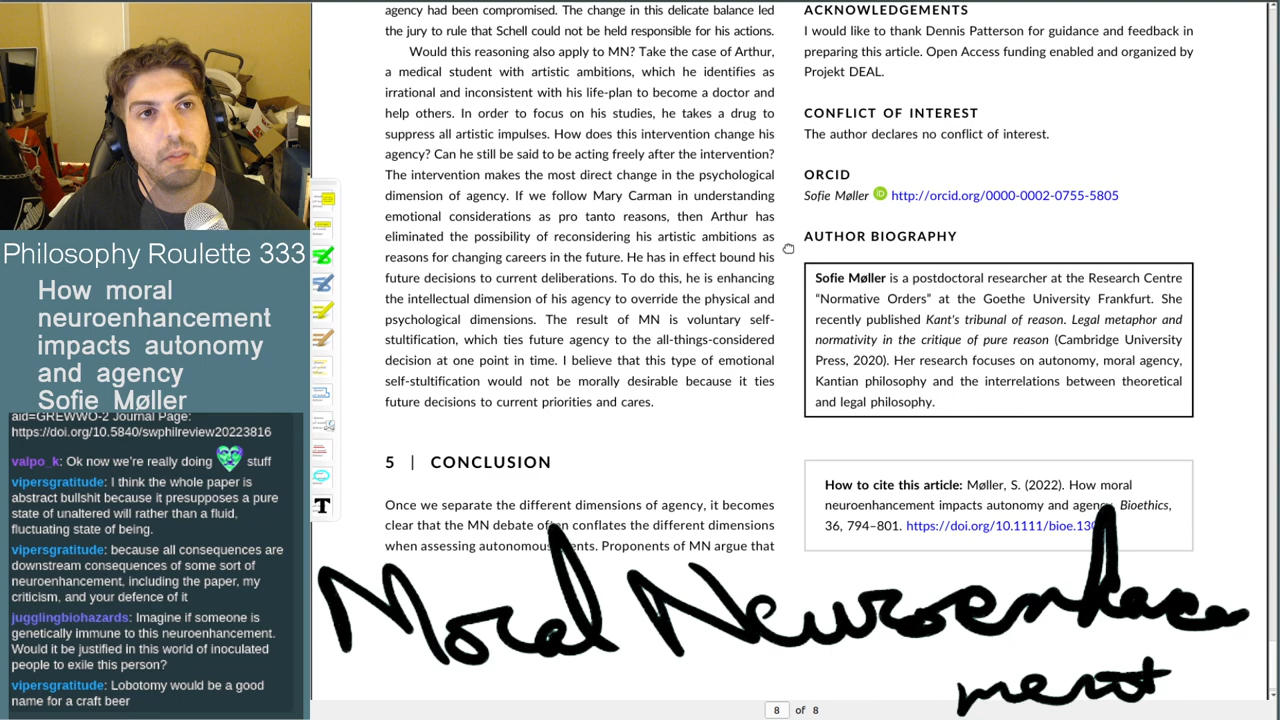 Philosophy Roulette 333
How moral
neuroenhancement
impacts autonomy
and agency
Sofie Møller
aid=GREWWO-2 Journal Page:
https://doi.org/10.5840/swphilreview20223816
Ok now we're really doing stuff
vipersgratitude: I think the whole paper is
abstract bullshit because it presupposes a pure
state of unaltered will rather than a fluid,
fluctuating state of being.
vipersgratitude: because all consequences are
downstream consequences of some sort of
neuroenhancement, including the paper, my
criticism, and your defence of it
jugglingbiohazards: Imagine if someone is
genetically immune to this neuroenhancement.
Would it be justified in this world of inoculated
people to exile this person?
vipersgratitude: Lobotomy would be a good
name for a craft beer
agency had been compromised. The change in this delicate balance led
the jury to rule that Schell could not be held responsible for his actions.
Would this reasoning also apply to MN? Take the case of Arthur,
a medical student with artistic ambitions, which he identifies as
irrational and inconsistent with his life-plan to become a doctor and
help others. In order to focus on his studies, he takes a drug to
suppress all artistic impulses. How does this intervention change his
agency? Can he still be said to be acting freely after the intervention?
The intervention makes the most direct change in the psychological
dimension of agency. If we follow Mary Carman in understanding
emotional considerations as pro tanto reasons, then Arthur has
eliminated the possibility of reconsidering his artistic ambitions as
reasons for changing careers in the future. He has in effect bound his
future decisions to current deliberations. To do this, he is enhancing
the intellectual dimension of his agency to override the physical and
psychological dimensions. The result of MN is voluntary self-
stultification, which ties future agency to the all-things-considered
decision at one point in time. I believe that this type of emotional
self-stultification would not be morally desirable because it ties
future decisions to current priorities and cares.
5 | CONCLUSION
Once we separate the different dimensions of agency, it becomes
clear that the MN debate often conflates the different dimensions
when assessing autonomous agents. Proponents of MN argue that
ACKNOWLEDGEMENTS
I would like to thank Dennis Patterson for guidance and feedback in
preparing this article. Open Access funding enabled and organized by
Projekt DEAL.
CONFLICT OF INTEREST
The author declares no conflict of interest.
ORCID
Sofie Møller iD http://orcid.org/0000-0002-0755-5805
AUTHOR BIOGRAPHY
Sofie Møller is a postdoctoral researcher at the Research Centre
“Normative Orders” at the Goethe University Frankfurt. She
recently published Kant's tribunal of reason. Legal metaphor and
normativity in the critique of pure reason (Cambridge University
Press, 2020). Her research focuses on autonomy, moral agency,
Kantian philosophy and the interrelations between theoretical
and legal philosophy.
How to cite this article: Møller, S. (2022). How moral
neuroenhancement impacts autonomy and agency. Bioethics,
36, 794–801. https://doi.org/10.1111/bioe.130
Moral Neuroenhance
ment
T
8 of 8